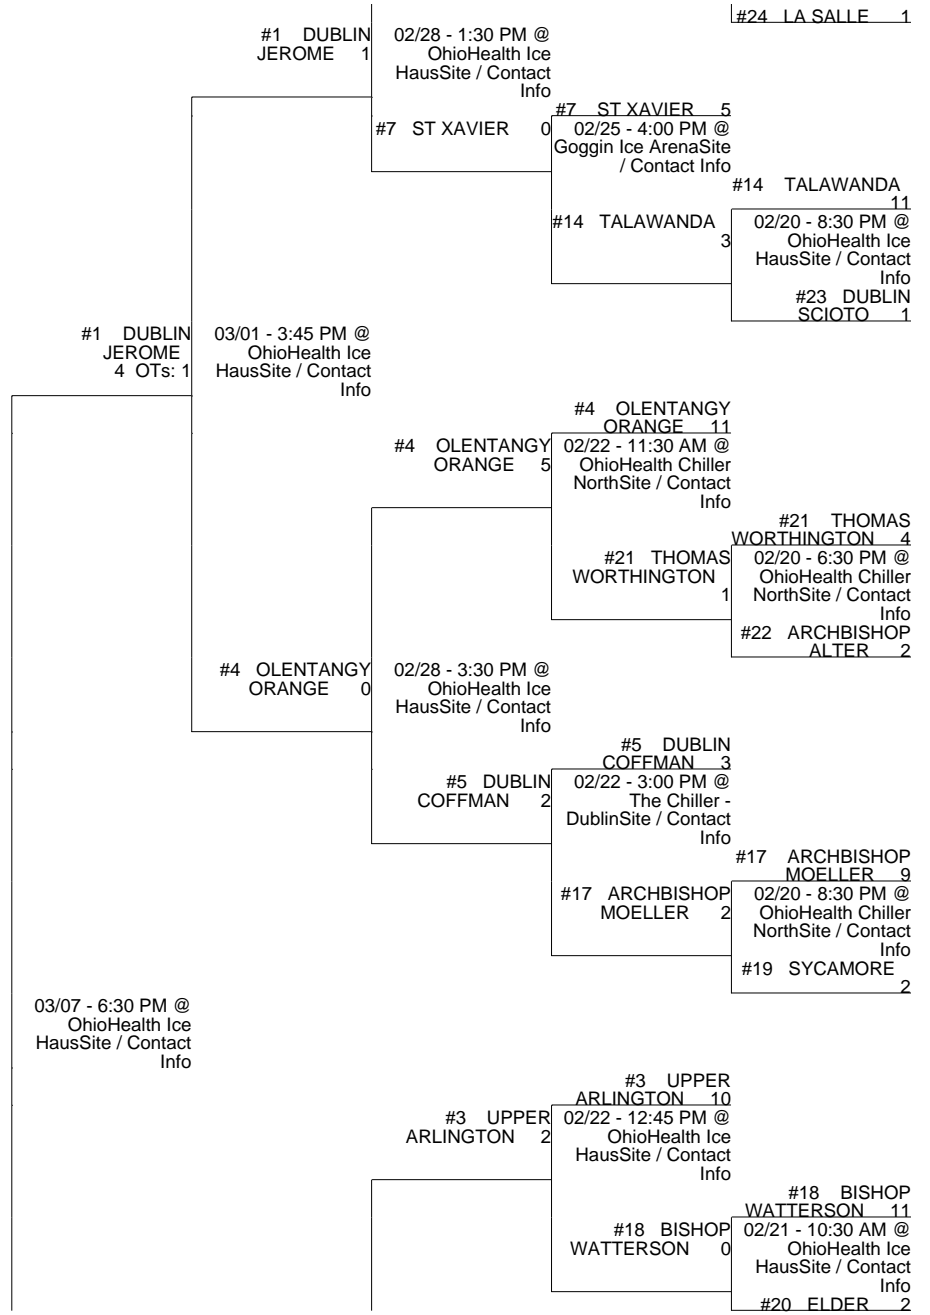 #24 LA SALLE 1
#1 DUBLIN
JEROME 1
02/28 - 1:30 PM @
OhioHealth Ice
HausSite / Contact
Info
#7 ST XAVIER 0
#7 ST XAVIER 5
02/25 - 4:00 PM @
Goggin Ice ArenaSite
/ Contact Info
#14 TALAWANDA
11
#14 TALAWANDA
3
02/20 - 8:30 PM @
OhioHealth Ice
HausSite / Contact
Info
#23 DUBLIN
SCIOTO 1
#1 DUBLIN
JEROME
4 OTs: 1
03/01 - 3:45 PM @
OhioHealth Ice
HausSite / Contact
Info
#4 OLENTANGY
ORANGE 11
#4 OLENTANGY
ORANGE 5
02/22 - 11:30 AM @
OhioHealth Chiller
NorthSite / Contact
Info
#21 THOMAS
WORTHINGTON 4
#21 THOMAS
WORTHINGTON
1
02/20 - 6:30 PM @
OhioHealth Chiller
NorthSite / Contact
Info
#22 ARCHBISHOP
ALTER 2
#4 OLENTANGY
ORANGE 0
02/28 - 3:30 PM @
OhioHealth Ice
HausSite / Contact
Info
#5 DUBLIN
COFFMAN 3
#5 DUBLIN
COFFMAN 2
02/22 - 3:00 PM @
The Chiller -
DublinSite / Contact
Info
#17 ARCHBISHOP
MOELLER 9
#17 ARCHBISHOP
MOELLER 2
02/20 - 8:30 PM @
OhioHealth Chiller
NorthSite / Contact
Info
#19 SYCAMORE
2
03/07 - 6:30 PM @
OhioHealth Ice
HausSite / Contact
Info
#3 UPPER
ARLINGTON 10
#3 UPPER
ARLINGTON 2
02/22 - 12:45 PM @
OhioHealth Ice
HausSite / Contact
Info
#18 BISHOP
WATTERSON 11
#18 BISHOP
WATTERSON 0
02/21 - 10:30 AM @
OhioHealth Ice
HausSite / Contact
Info
#20 ELDER 2